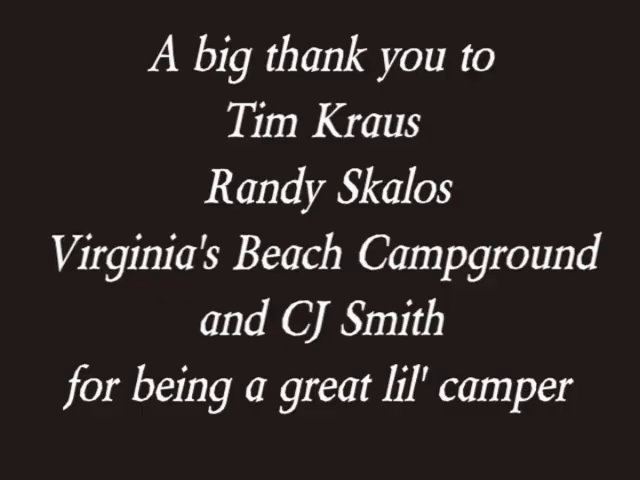 A big thank you to
Tim Kraus
Randy Skalos
Virginia's Beach Campground
and CJ Smith
for being a great lil' camper